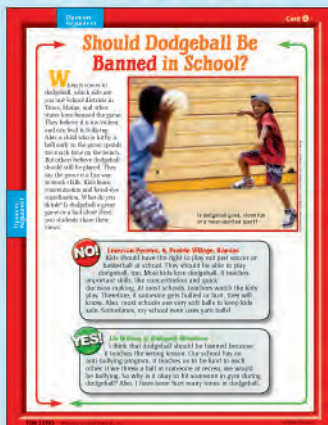 Opinion/
Argument
Card
Should Dodgeball Be
Banned in School?
When it comes to
dodgeball, which side are
you on? School districts in
Texas, Maine, and other
states have banned the game.
They believe it is too violent
and can lead to bullying.
Also, a child who is hit by a
ball early in the game spends
too much time on the bench.
But others believe dodgeball
should still be played. They
say the game is a fun way
to teach skills. Kids learn
concentration and hand-eye
coordination. What do you
think? Is dodgeball a great
game or a bad idea? Here,
two students share their
views.
Is dodgeball good, clean fun
or a mean-spirited sport?
Opinion/
Argument
NO!
Emerson Pereira, 8, Prairie Village, Kansas
Kids should have the right to play not just soccer or
basketball at school. They should be able to play
dodgeball, too. Most kids love dodgeball. It teaches
important skills, like concentration and quick
decision making. At most schools, teachers watch the kids
play. Therefore, if someone gets bullied or hurt, they will
know. Also, most schools use very soft balls to keep kids
safe. Sometimes, my school even uses yarn balls!
YES!
I think that dodgeball should be banned because
it teaches the wrong lesson. Our school has an
anti-bullying program. It teaches us to be kind to each
other. If we threw a ball at someone at recess, we would
be bullying. So why is it okay to hit someone in gym during
dodgeball? Also, I have been hurt many times in dodgeball.